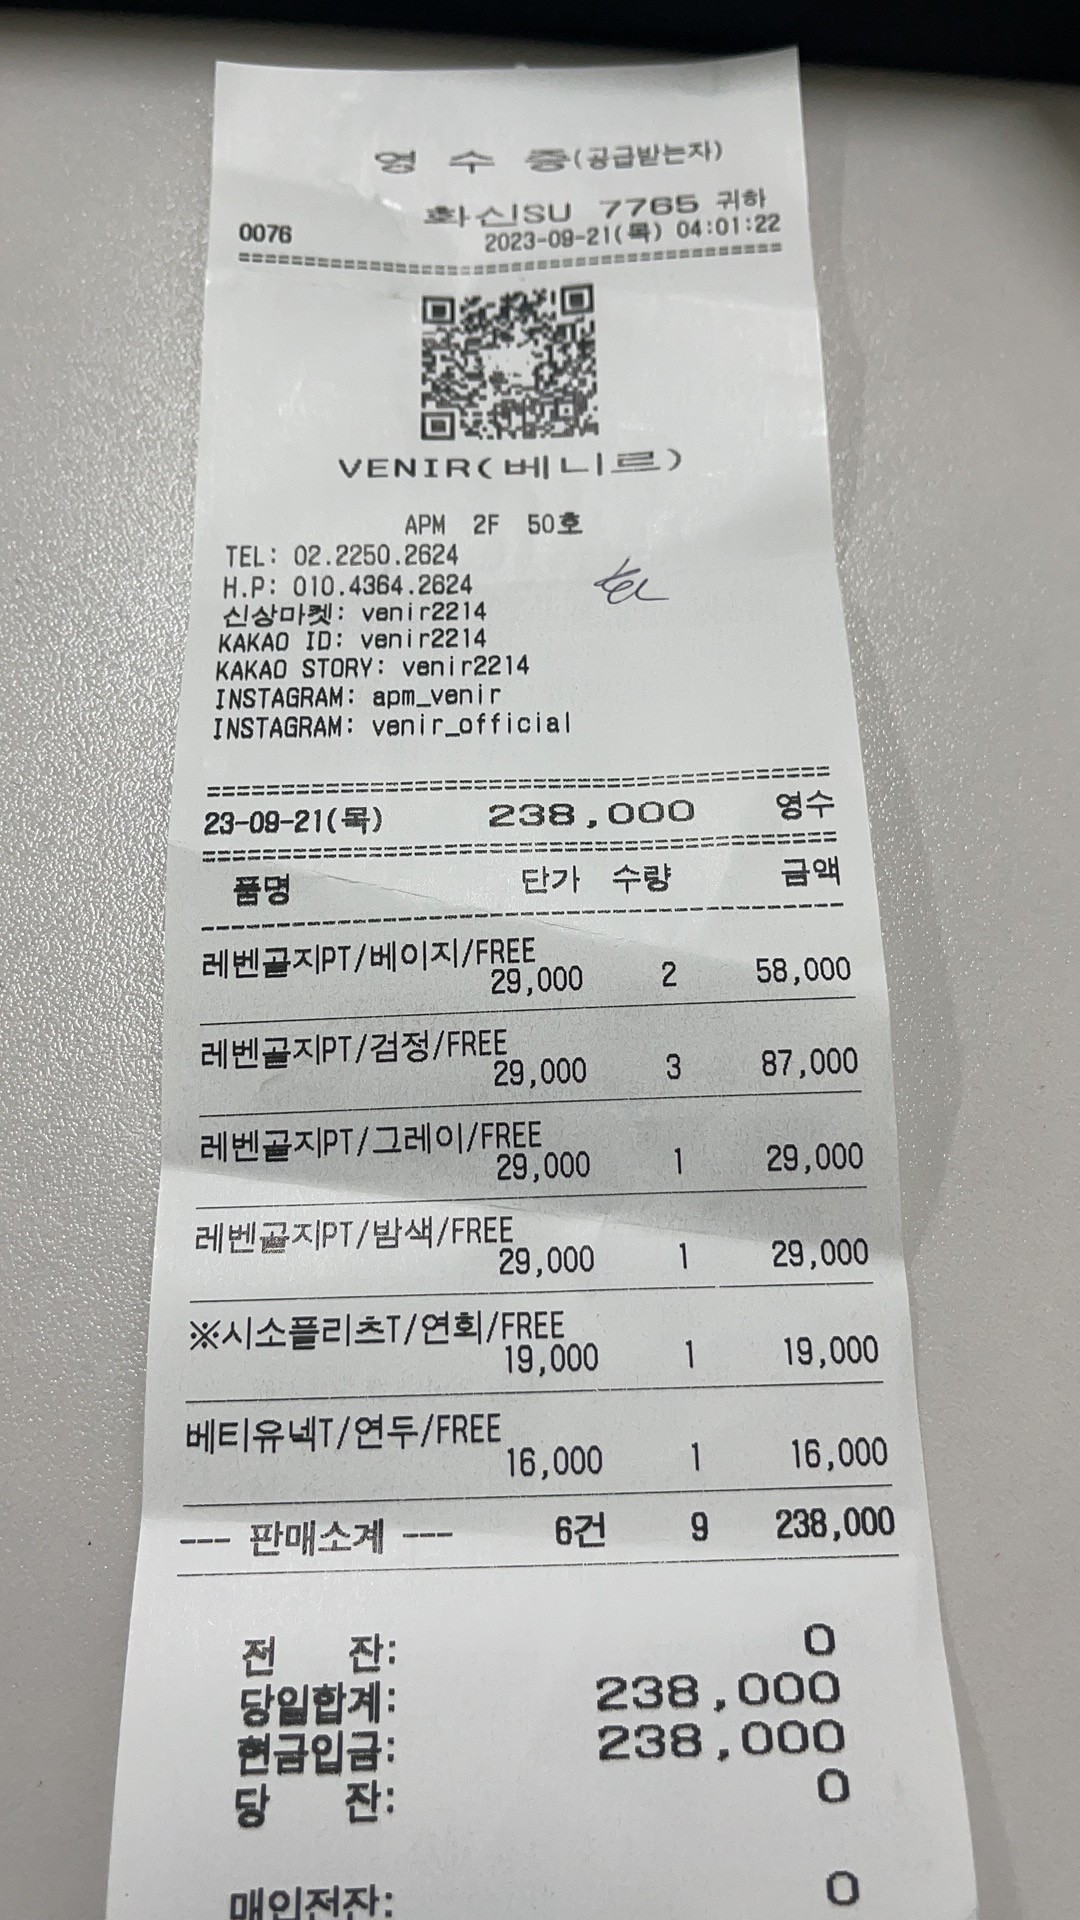 영 수 증(공급받는자)
화신SU 7765 귀하
0076 2023-09-21(목) 04:01:22
========================================
VENIR(베니르)
APM 2F 50호
TEL: 02.2250.2624
H.P: 010.4364.2624
신상마켓: venir2214
KAKAO ID: venir2214
KAKAO STORY: venir2214
INSTAGRAM: apm_venir
INSTAGRAM: venir_official
========================================
23-09-21(목) 238,000 영수
========================================
품명 단가 수량 금액
----------------------------------------
레벤골지PT/베이지/FREE
29,000 2 58,000
레벤골지PT/검정/FREE
29,000 3 87,000
레벤골지PT/그레이/FREE
29,000 1 29,000
레벤골지PT/밤색/FREE
29,000 1 29,000
※시소플리츠T/연회/FREE
19,000 1 19,000
베티유넥T/연두/FREE
16,000 1 16,000
--- 판매소계 --- 6건 9 238,000
전 잔: 0
당일합계: 238,000
현금입금: 238,000
당 잔: 0
매입전잔: 0